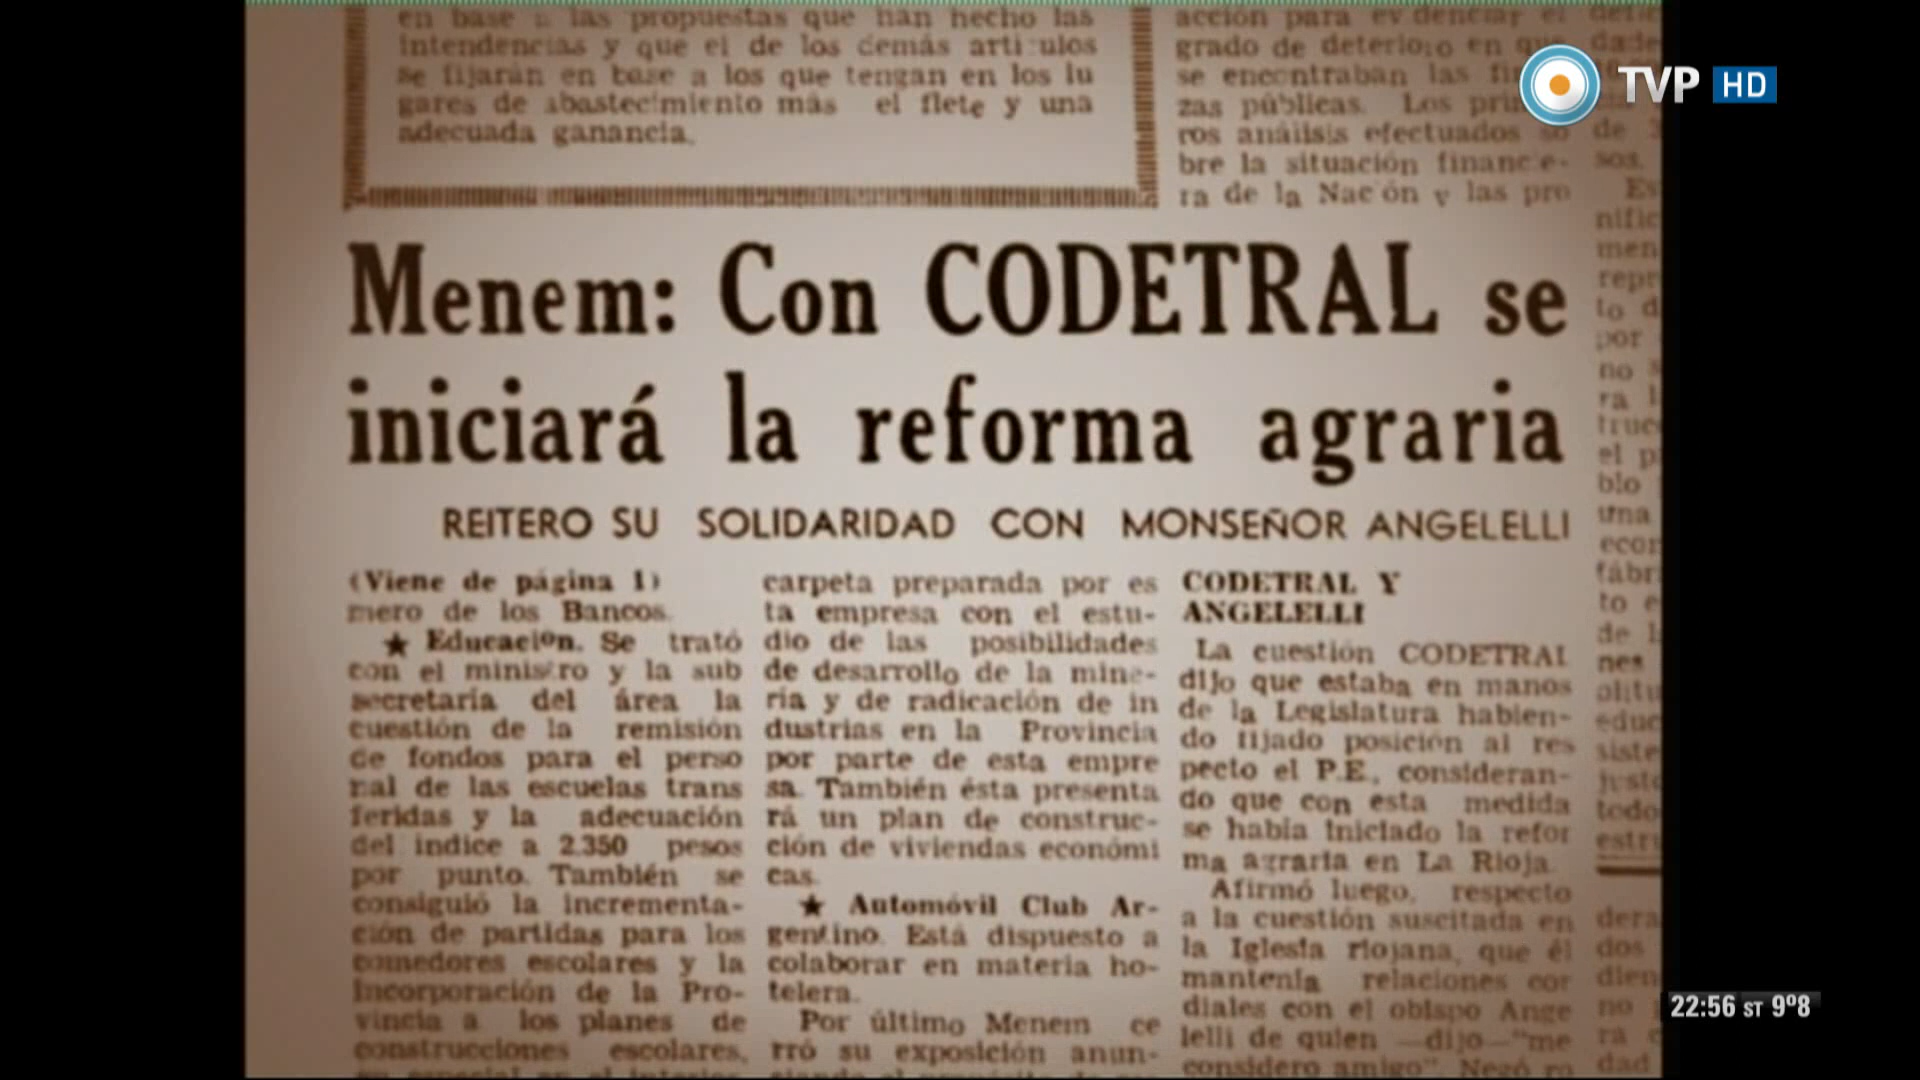 en base a las propuestas que han hecho las
intendencias y que el de los demás artículos
se fijarán en base a los que tengan en los lu
gares de abastecimiento más el flete y una
adecuada ganancia.
acción para evidenciar el
grado de deterioro en que
se encontraban las
zas públicas. Los
ros análisis efectuados so
bre la situación financie-
ra de la Nación y las pro
TVP HD
Menem: Con CODETRAL se
iniciará la reforma agraria
REITERO SU SOLIDARIDAD CON MONSEÑOR ANGELELLI
(Viene de página 1)
mero de los Bancos.
★ Educación. Se trató
con el ministro y la sub
secretaría del área la
cuestión de la remisión
de fondos para el perso
nal de las escuelas trans
feridas y la adecuación
del indice a 2.350 pesos
por punto. También se
consiguió la incrementa-
ción de partidas para los
comedores escolares y la
incorporación de la Pro-
vincia a los planes de
construcciones escolares,
carpeta preparada por es
ta empresa con el estu-
dio de las posibilidades
de desarrollo de la mine-
ría y de radicación de in
dustrias en la Provincia
por parte de esta empre
sa. También ésta presenta
rá un plan de construc-
ción de viviendas económi
cas.
★ Automóvil Club Ar-
gentino. Está dispuesto a
colaborar en materia ho-
telera.
Por último Menem ce
rró su exposición anun-
CODETRAL Y
ANGELELLI
La cuestión CODETRAL
dijo que estaba en manos
de la Legislatura habien-
do fijado posición al res
pecto el P.E., consideran-
do que con esta medida
se había iniciado la refor
ma agraria en La Rioja.
Afirmó luego, respecto
a la cuestión suscitada en
la Iglesia riojana, que él
mantenía relaciones cor
diales con el obispo Ange
lelli de quien —dijo— "me
considero amigo". Negó
22:56 ST 9º8